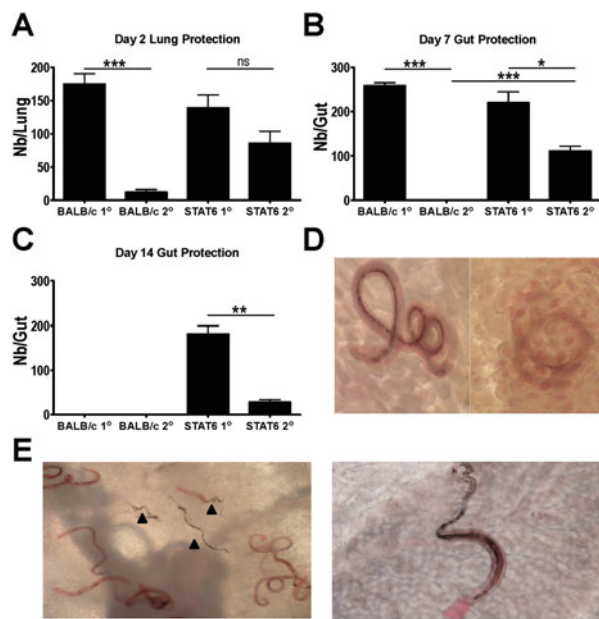 A
Day 2 Lung Protection
***
ns
Nb/Lung
200
150
100
50
0
BALB/c 1° BALB/c 2° STAT6 1° STAT6 2°
B
Day 7 Gut Protection
***
*
***
Nb/Gut
300
200
100
0
BALB/c 1° BALB/c 2° STAT6 1° STAT6 2°
C
Day 14 Gut Protection
**
Nb/Gut
300
200
100
0
BALB/c 1° BALB/c 2° STAT6 1° STAT6 2°
D
E